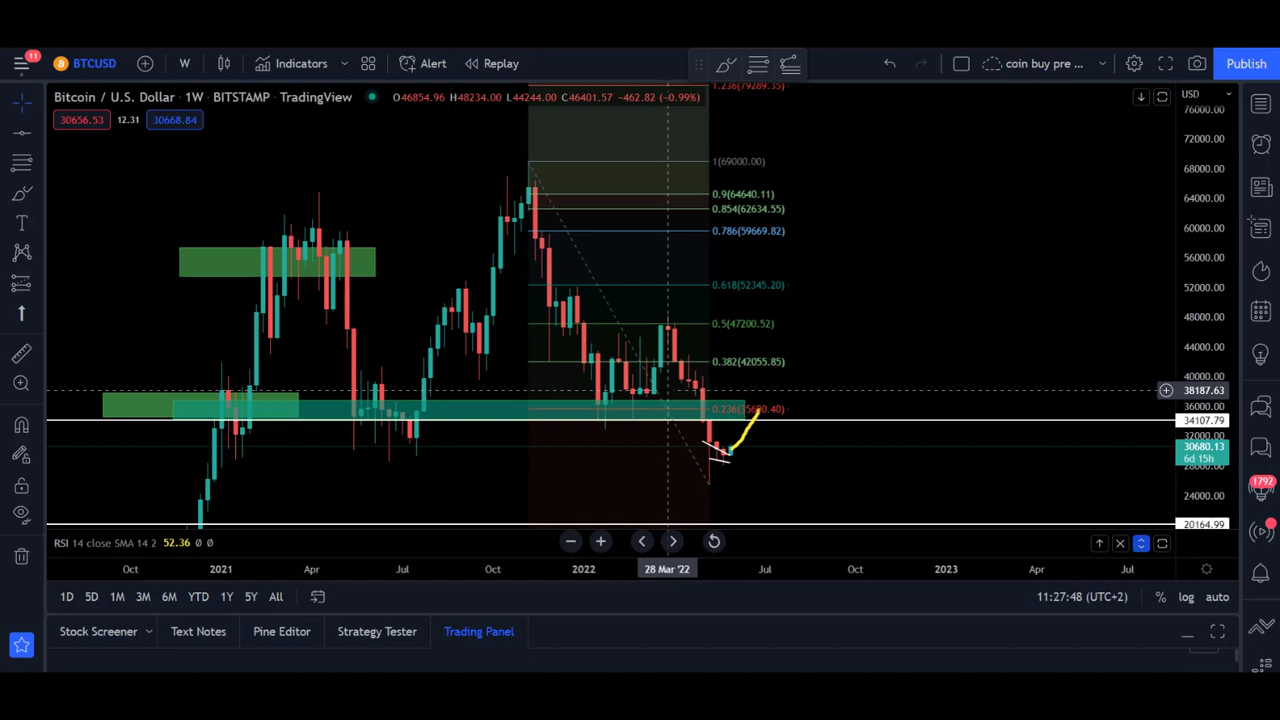 11
BTCUSD
W
Indicators
Alert
Replay
coin buy pre
Publish
Bitcoin / U.S. Dollar · 1W · BITSTAMP · TradingView
O46854.96 H48234.00 L44244.00 C46401.57 −462.82 (−0.99%)
USD
30656.53 12.31 30668.84
1.236(79289.35)
1(69000.00)
0.9(64640.11)
0.854(62634.55)
0.786(59669.82)
0.618(52345.20)
0.5(47200.52)
0.382(42055.85)
76000.00
72000.00
68000.00
64000.00
60000.00
56000.00
52000.00
48000.00
44000.00
40000.00
38187.63
36000.00
34107.79
32000.00
30680.13
6d 15h
28000.00
24000.00
20164.99
1792
RSI 14 close SMA 14 2 52.36 Ø Ø
Oct 2021 Apr Jul Oct 2022 28 Mar '22 Jul Oct 2023 Apr Jul
1D 5D 1M 3M 6M YTD 1Y 5Y All
11:27:48 (UTC+2) % log auto
Stock Screener Text Notes Pine Editor Strategy Tester Trading Panel